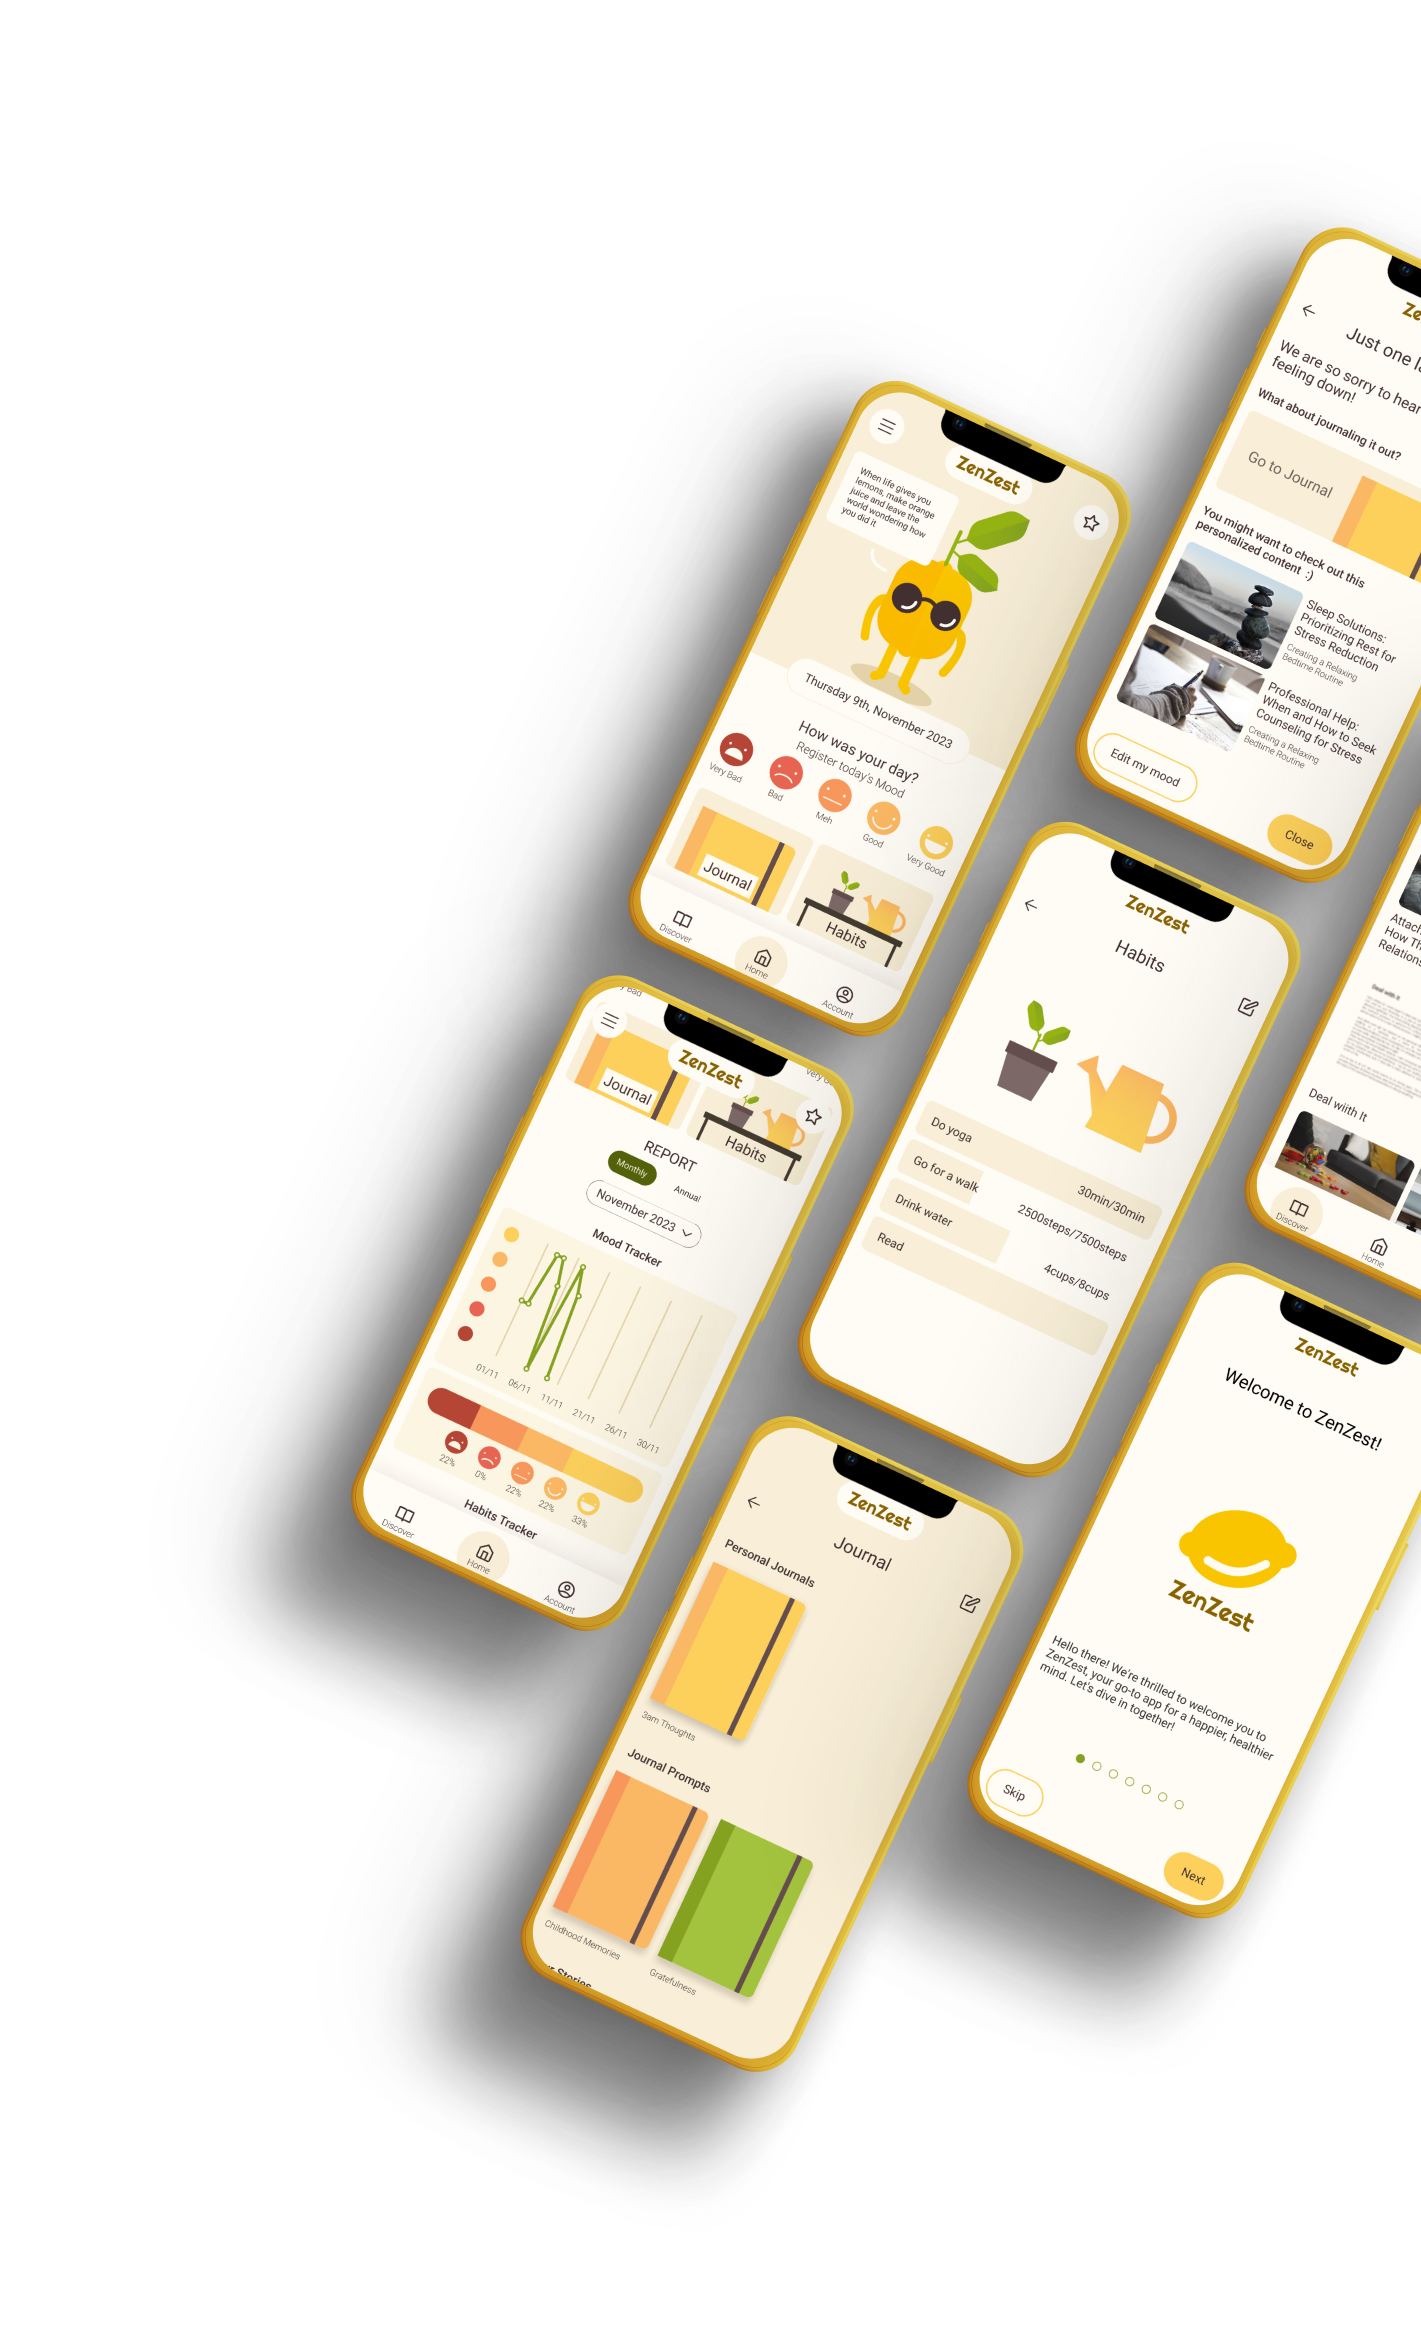 ZenZest
When life gives you
lemons, make orange
juice and leave the
world wondering how
you did it
Thursday 9th, November 2023
How was your day?
Register today's Mood
Very Bad
Bad
Meh
Good
Very Good
Journal
Habits
Discover
Home
Account
Just one
We are so sorry to hear
feeling down!
What about journaling it out?
Go to Journal
You might want to check out this
personalized content :)
Sleep Solutions:
Prioritizing Rest for
Stress Reduction
Creating a Relaxing
Bedtime Routine
Professional Help:
When and How to Seek
Counseling for Stress
Creating a Relaxing
Bedtime Routine
Edit my mood
Close
ZenZest
Habits
Do yoga
30min/30min
Go for a walk
2500steps/7500steps
Drink water
4cups/8cups
Read
How Th
Deal with It
Deal wiith It
Discover
Home
y Bad
ZenZest
Journal
Habits
REPORT
Monthly
Annual
November 2023
Mood Tracker
01/11
06/11
11/11
21/11
26/11
30/11
22%
0%
22%
22%
33%
Habits Tracker
Discover
Home
Account
ZenZest
Journal
Personal Journals
3am Thoughts
Journal Prompts
Childhood Memories
Gratefulness
r Stories
ZenZest
Welcome to ZenZest!
ZenZest
Hello there! We're thrilled to welcome you to
ZenZest, your go-to app for a happier, healthier
mind. Let's dive in together!
Skip
Next